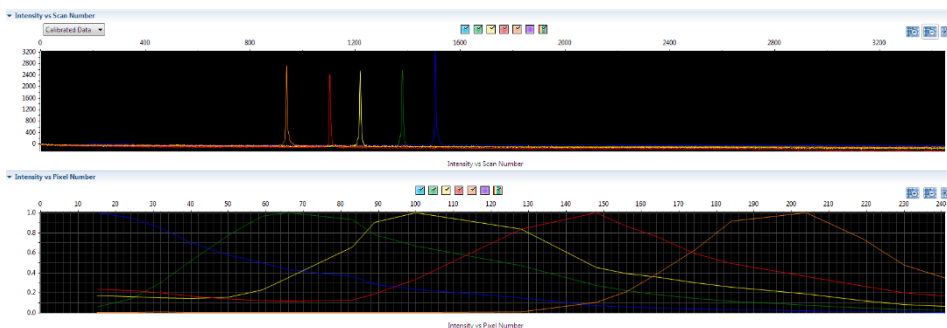 Intensity vs Scan Number
Calibrated Data
0 400 800 1200 1600 2000 2400 2800 3200
3200
2800
2400
2000
1600
1200
800
400
0
Intensity vs Scan Number
Intensity vs Pixel Number
0 10 20 30 40 50 60 70 80 90 100 110 120 130 140 150 160 170 180 190 200 210 220 230 240
1.0
0.8
0.6
0.4
0.2
0.0
Intensity vs Pixel Number